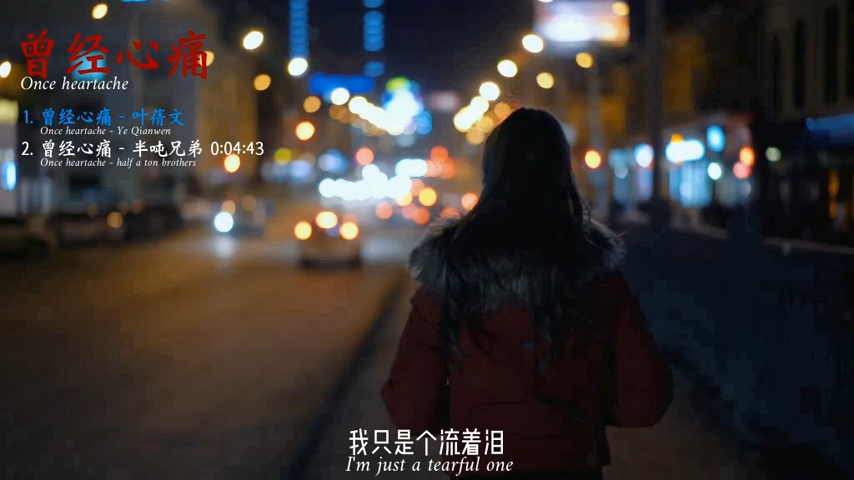 曾经心痛
Once heartache
1. 曾经心痛 - 叶蒨文
Once heartache - Ye Qianwen
2. 曾经心痛 - 半吨兄弟 0:04:43
Once heartache - half a ton brothers
我只是个流着泪
I'm just a tearful one